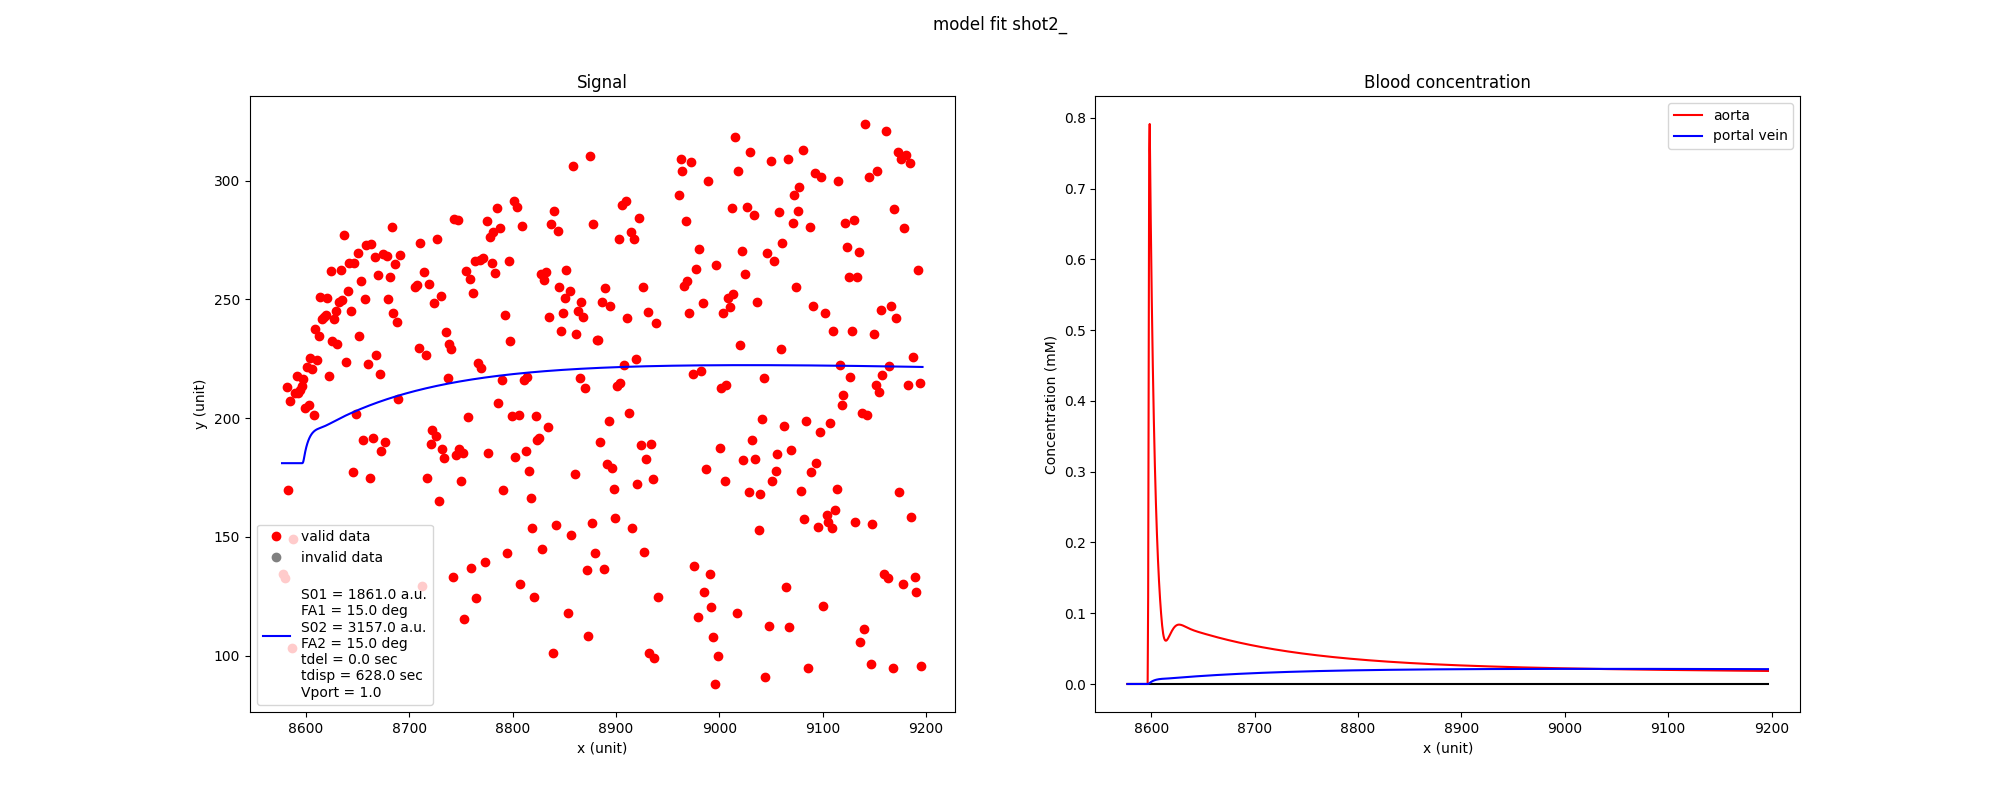 model fit shot2_
Signal
y (unit)
300
250
200
150
100
valid data
invalid data
S01 = 1861.0 a.u.
FA1 = 15.0 deg
S02 = 3157.0 a.u.
FA2 = 15.0 deg
tdel = 0.0 sec
tdisp = 628.0 sec
Vport = 1.0
8600 8700 8800 8900 9000 9100 9200
x (unit)
Blood concentration
Concentration (mM)
0.8
0.7
0.6
0.5
0.4
0.3
0.2
0.1
0.0
aorta
portal vein
8600 8700 8800 8900 9000 9100 9200
x (unit)